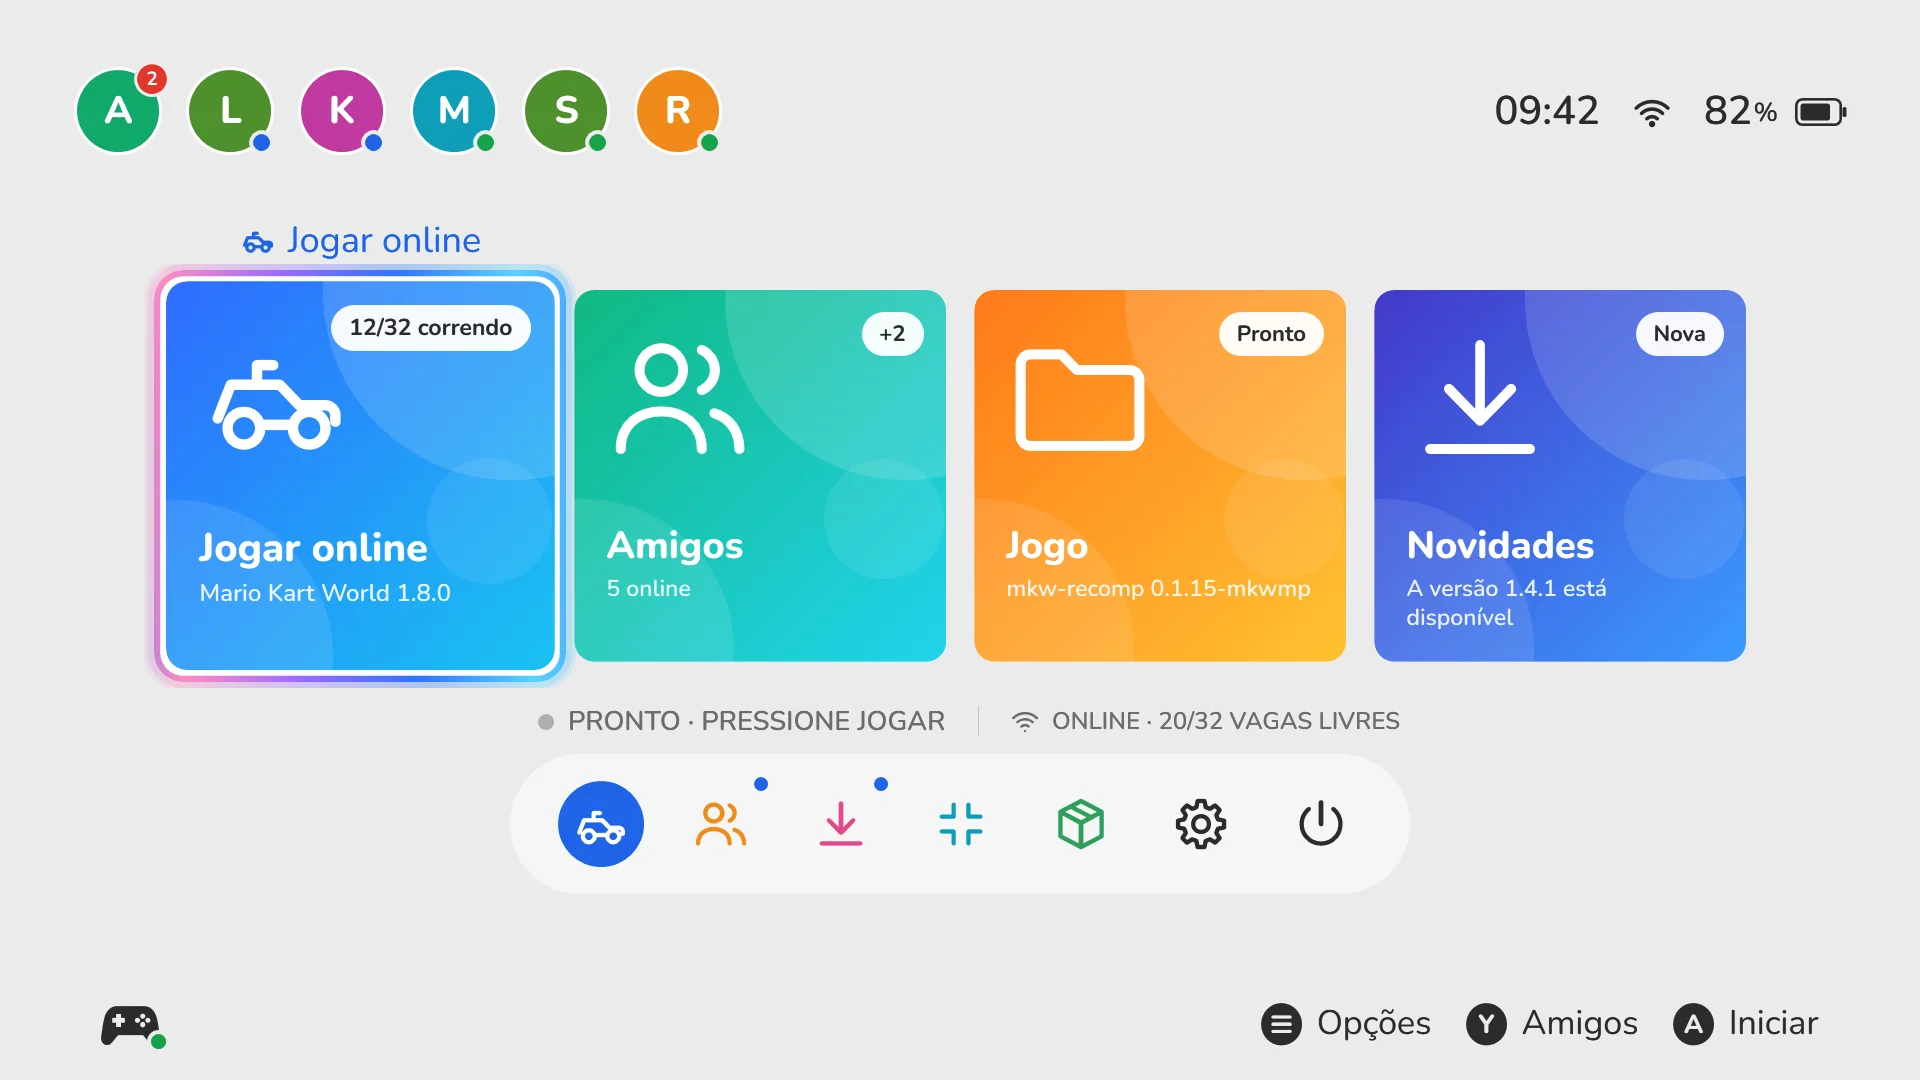 A 2 L K M S R
09:42 82%
Jogar online
12/32 correndo
Jogar online
Mario Kart World 1.8.0
+2
Amigos
5 online
Pronto
Jogo
mkw-recomp 0.1.15-mkwmp
Nova
Novidades
A versão 1.4.1 está
disponível
PRONTO · PRESSIONE JOGAR
ONLINE · 20/32 VAGAS LIVRES
Opções Y Amigos A Iniciar